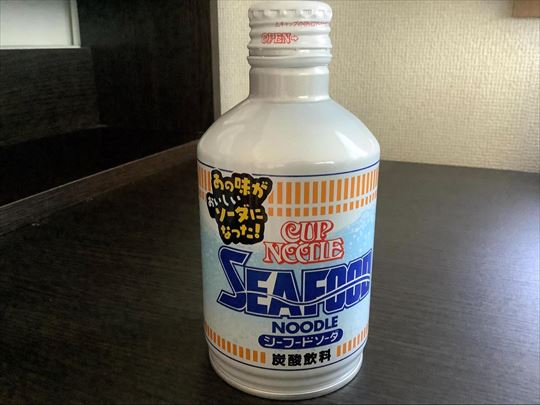 OPEN⇨
あの味が
おいしい
ソーダに
なった!
CUP
NOODLE
SEAFOOD
NOODLE
シーフードソーダ
炭酸飲料